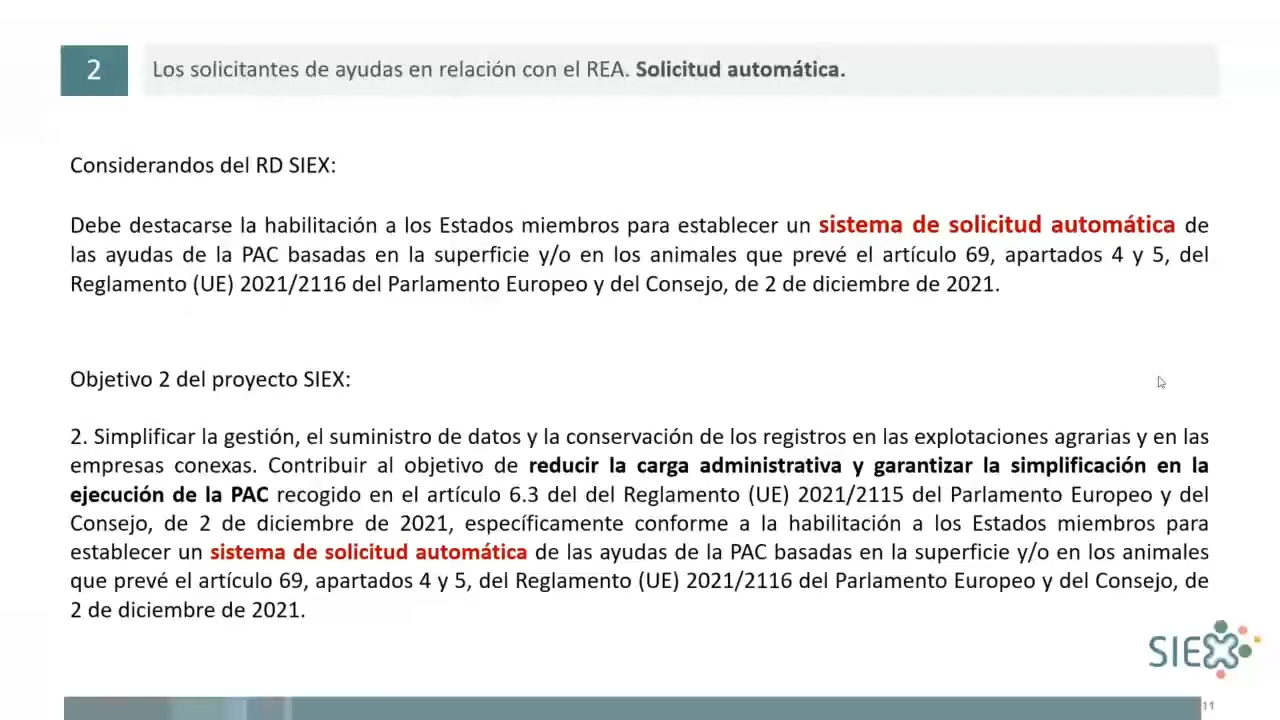 2
Los solicitantes de ayudas en relación con el REA. Solicitud automática.
Considerandos del RD SIEX:
Debe destacarse la habilitación a los Estados miembros para establecer un sistema de solicitud automática de
las ayudas de la PAC basadas en la superficie y/o en los animales que prevé el artículo 69, apartados 4 y 5, del
Reglamento (UE) 2021/2116 del Parlamento Europeo y del Consejo, de 2 de diciembre de 2021.
Objetivo 2 del proyecto SIEX:
2. Simplificar la gestión, el suministro de datos y la conservación de los registros en las explotaciones agrarias y en las
empresas conexas. Contribuir al objetivo de reducir la carga administrativa y garantizar la simplificación en la
ejecución de la PAC recogido en el artículo 6.3 del del Reglamento (UE) 2021/2115 del Parlamento Europeo y del
Consejo, de 2 de diciembre de 2021, específicamente conforme a la habilitación a los Estados miembros para
establecer un sistema de solicitud automática de las ayudas de la PAC basadas en la superficie y/o en los animales
que prevé el artículo 69, apartados 4 y 5, del Reglamento (UE) 2021/2116 del Parlamento Europeo y del Consejo, de
2 de diciembre de 2021.
SIEX
11